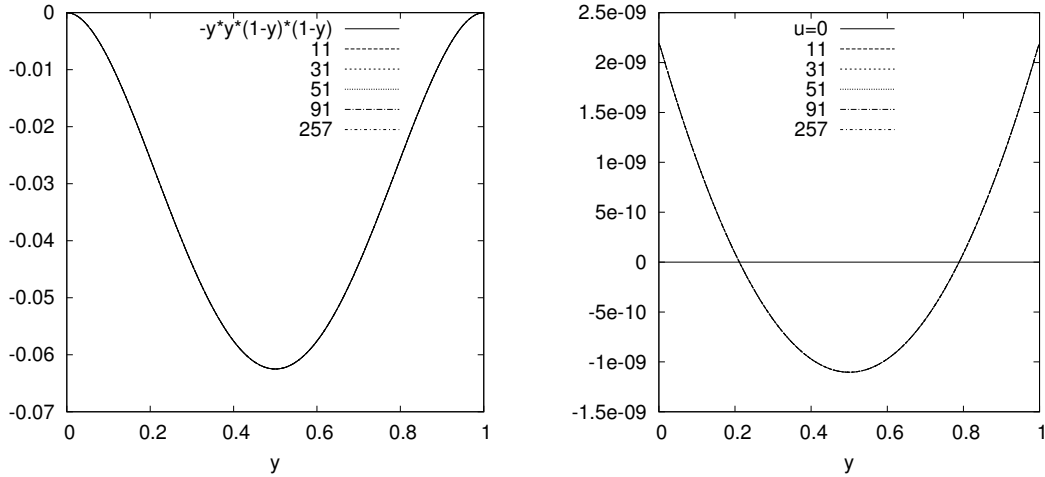 0
-0.01
-0.02
-0.03
-0.04
-0.05
-0.06
-0.07
0 0.2 0.4 0.6 0.8 1
y
-y*y*(1-y)*(1-y)
11
31
51
91
257
2.5e-09
2e-09
1.5e-09
1e-09
5e-10
0
-5e-10
-1e-09
-1.5e-09
0 0.2 0.4 0.6 0.8 1
y
u=0
11
31
51
91
257